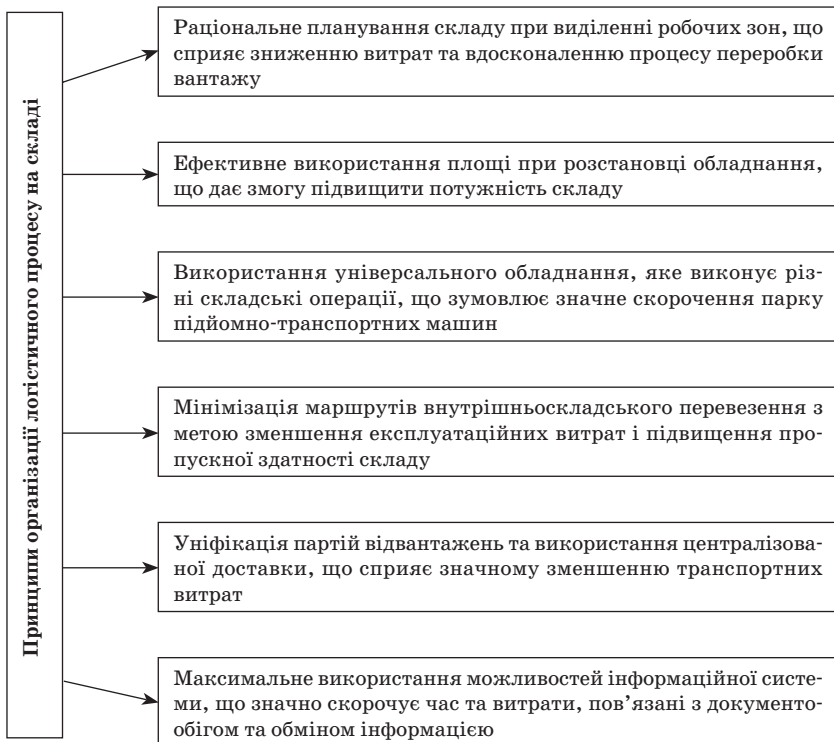 Принципи організації логістичного процесу на складі
Раціональне планування складу при виділенні робочих зон, що
сприяє зниженню витрат та вдосконаленню процесу переробки
вантажу
Ефективне використання площі при розстановці обладнання,
що дає змогу підвищити потужність складу
Використання універсального обладнання, яке виконує різ-
ні складські операції, що зумовлює значне скорочення парку
підйомно-транспортних машин
Мінімізація маршрутів внутрішньоскладського перевезення з
метою зменшення експлуатаційних витрат і підвищення про-
пускної здатності складу
Уніфікація партій відвантажень та використання централізова-
ної доставки, що сприяє значному зменшенню транспортних
витрат
Максимальне використання можливостей інформаційної систе-
ми, що значно скорочує час та витрати, пов’язані з документо-
обігом та обміном інформацією